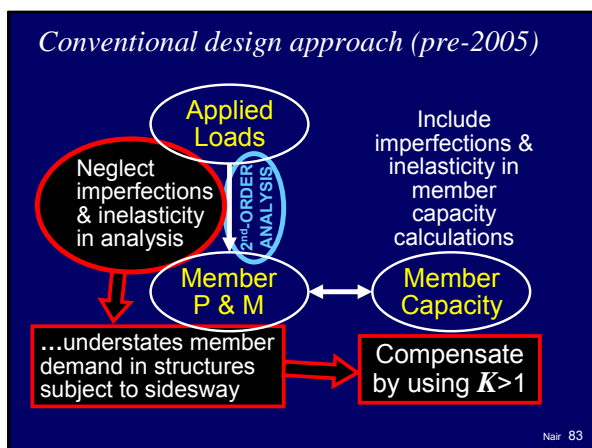 Conventional design approach (pre-2005)
Applied
Loads
Include
imperfections &
inelasticity in
member
capacity
calculations
Neglect
imperfections
& inelasticity
in analysis
2nd-ORDER
ANALYSIS
Member
P & M
Member
Capacity
...understates member
demand in structures
subject to sidesway
Compensate
by using K>1
Nair 83